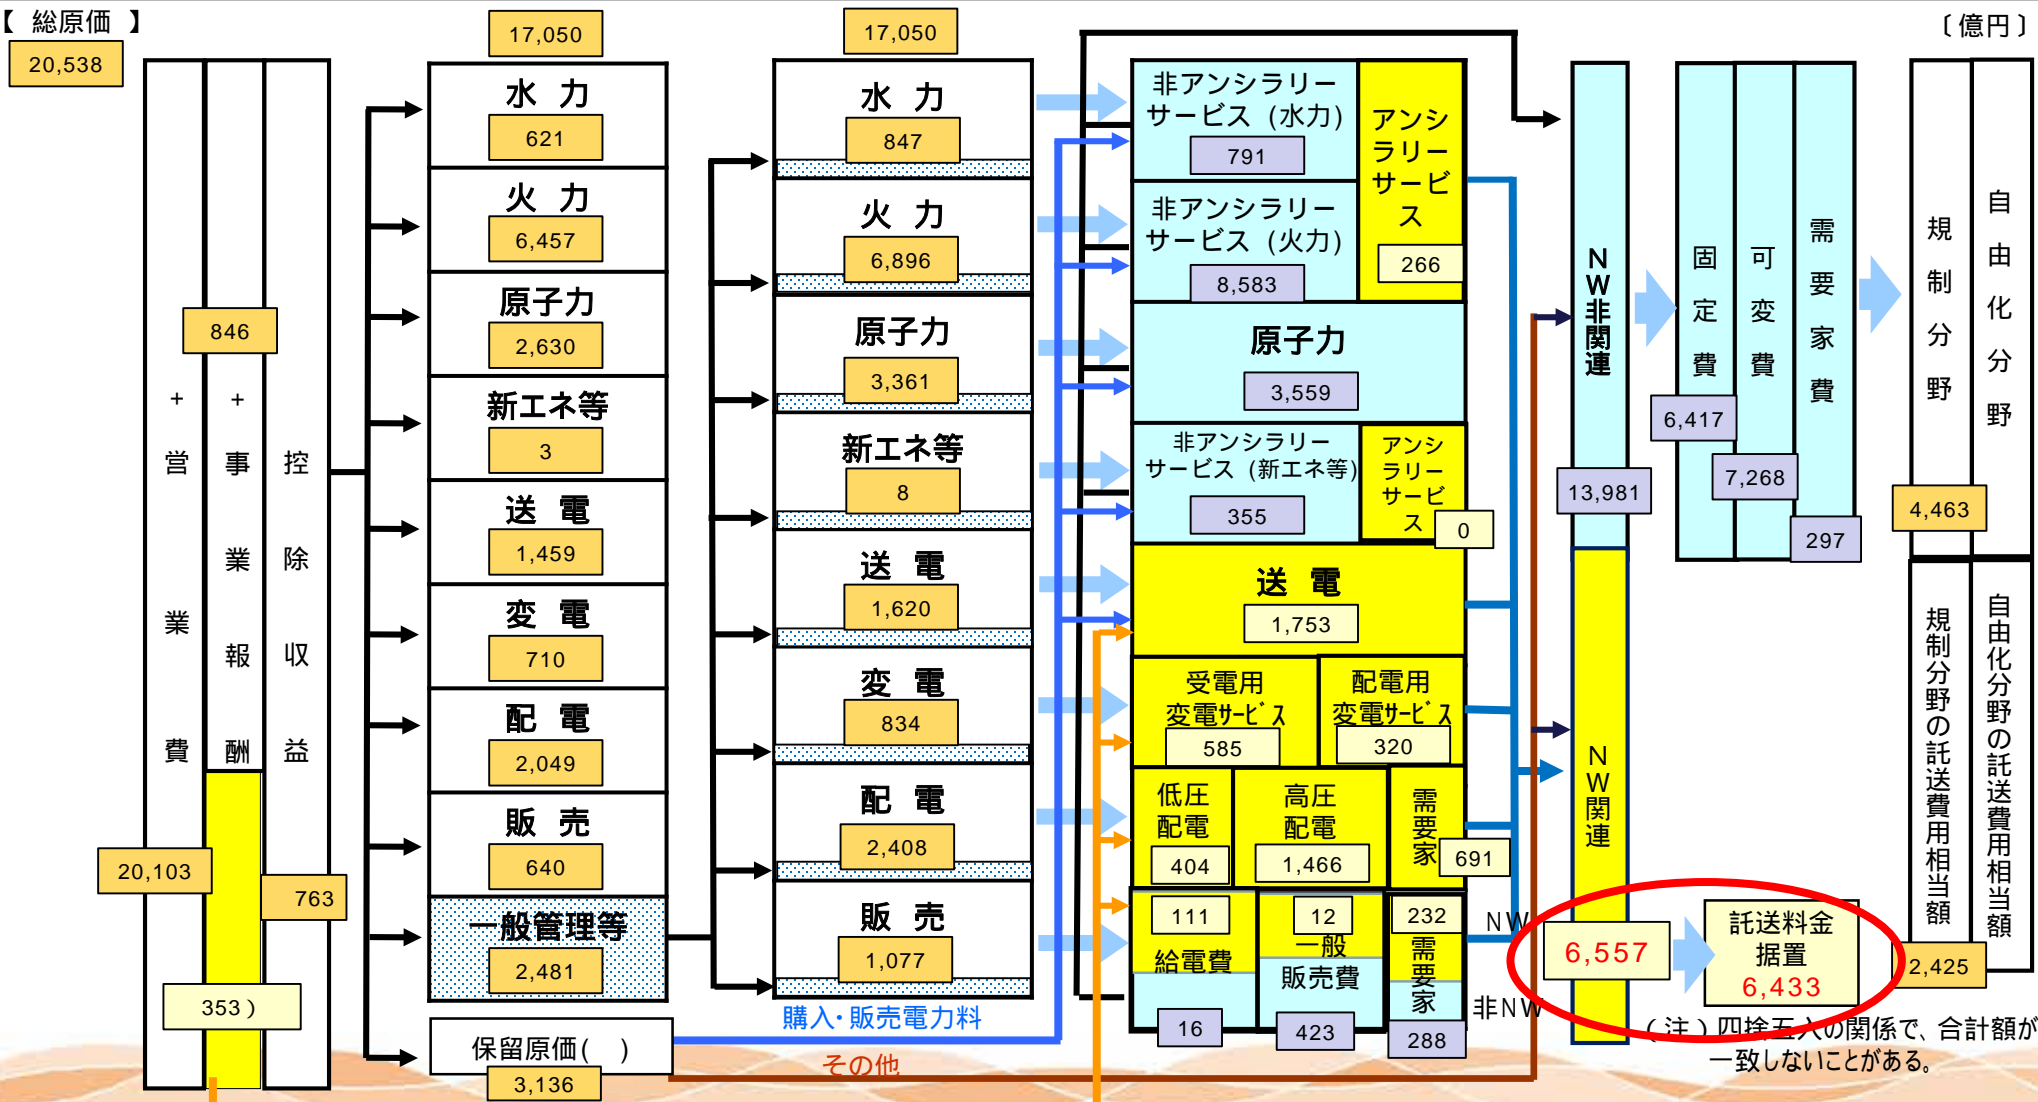 【 総原価 】
20,538
〔億円〕
+
営業費
20,103
846
+
事業報酬
353）
控除収益
763
17,050
水 力
621
火 力
6,457
原子力
2,630
新エネ等
3
送 電
1,459
変 電
710
配 電
2,049
販 売
640
一般管理等
2,481
保留原価( )
3,136
17,050
水 力
847
火 力
6,896
原子力
3,361
新エネ等
8
送 電
1,620
変 電
834
配 電
2,408
販 売
1,077
購入・販売電力料
その他
非アンシラリー
サービス (水力)
791
非アンシラリー
サービス (火力)
8,583
アンシ
ラリー
サービ
ス
266
原子力
3,559
非アンシラリー
サービス (新エネ等)
355
アンシ
ラリー
サービ
ス
0
送 電
1,753
受電用
変電ｻｰﾋﾞｽ
585
配電用
変電ｻｰﾋﾞｽ
320
低圧
配電
404
高圧
配電
1,466
需要家
691
111
給電費
16
12
一般
販売費
423
232
需要家
288
NW
非NW
NW非関連
13,981
NW関連
6,557
固定費
6,417
可変費
7,268
需要家費
297
規制分野
4,463
自由化分野
規制分野の託送費用相当額
2,425
自由化分野の託送費用相当額
託送料金
据置
6,433
（注）四捨五入の関係で、合計額が
一致しないことがある。